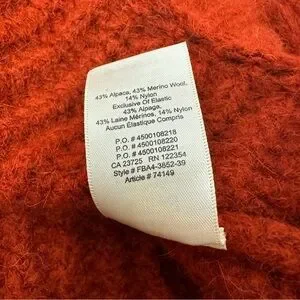 43% Alpaca, 43% Merino Wool,
14% Nylon
Exclusive Of Elastic
43% Alpaga,
43% Laine Mérinos, 14% Nylon
Aucun Élastique Compris
P.O. # 4500108218
P.O. # 4500108220
P.O. # 4500108221
CA 23725 RN 122354
Style # FBA4-3852-39
Article # 74149